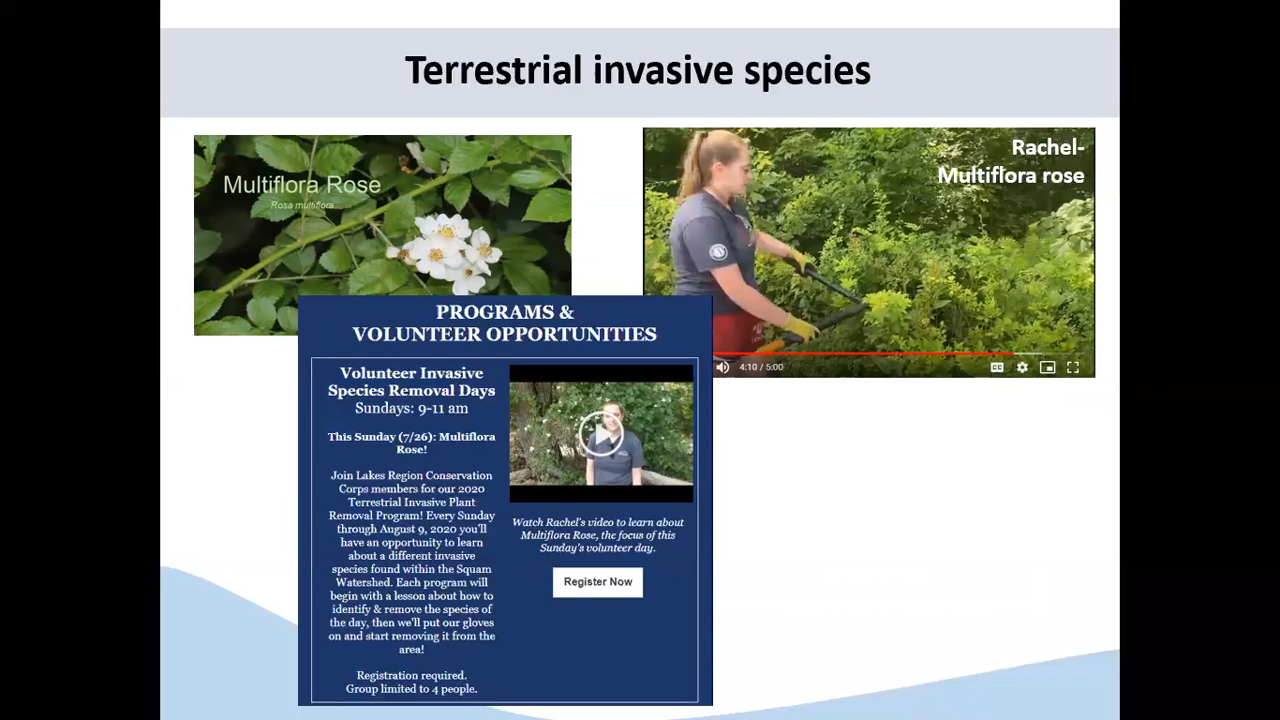 Terrestrial invasive species
Multiflora Rose
Rosa multiflora
Rachel-
Multiflora rose
4:10 / 5:00
PROGRAMS &
VOLUNTEER OPPORTUNITIES
Volunteer Invasive
Species Removal Days
Sundays: 9-11 am
This Sunday (7/26): Multiflora
Rose!
Join Lakes Region Conservation
Corps members for our 2020
Terrestrial Invasive Plant
Removal Program! Every Sunday
through August 9, 2020 you'll
have an opportunity to learn
about a different invasive
species found within the Squam
Watershed. Each program will
begin with a lesson about how to
identify & remove the species of
the day, then we'll put our gloves
on and start removing it from the
area!
Registration required.
Group limited to 4 people.
Watch Rachel's video to learn about
Multiflora Rose, the focus of this
Sunday's volunteer day.
Register Now